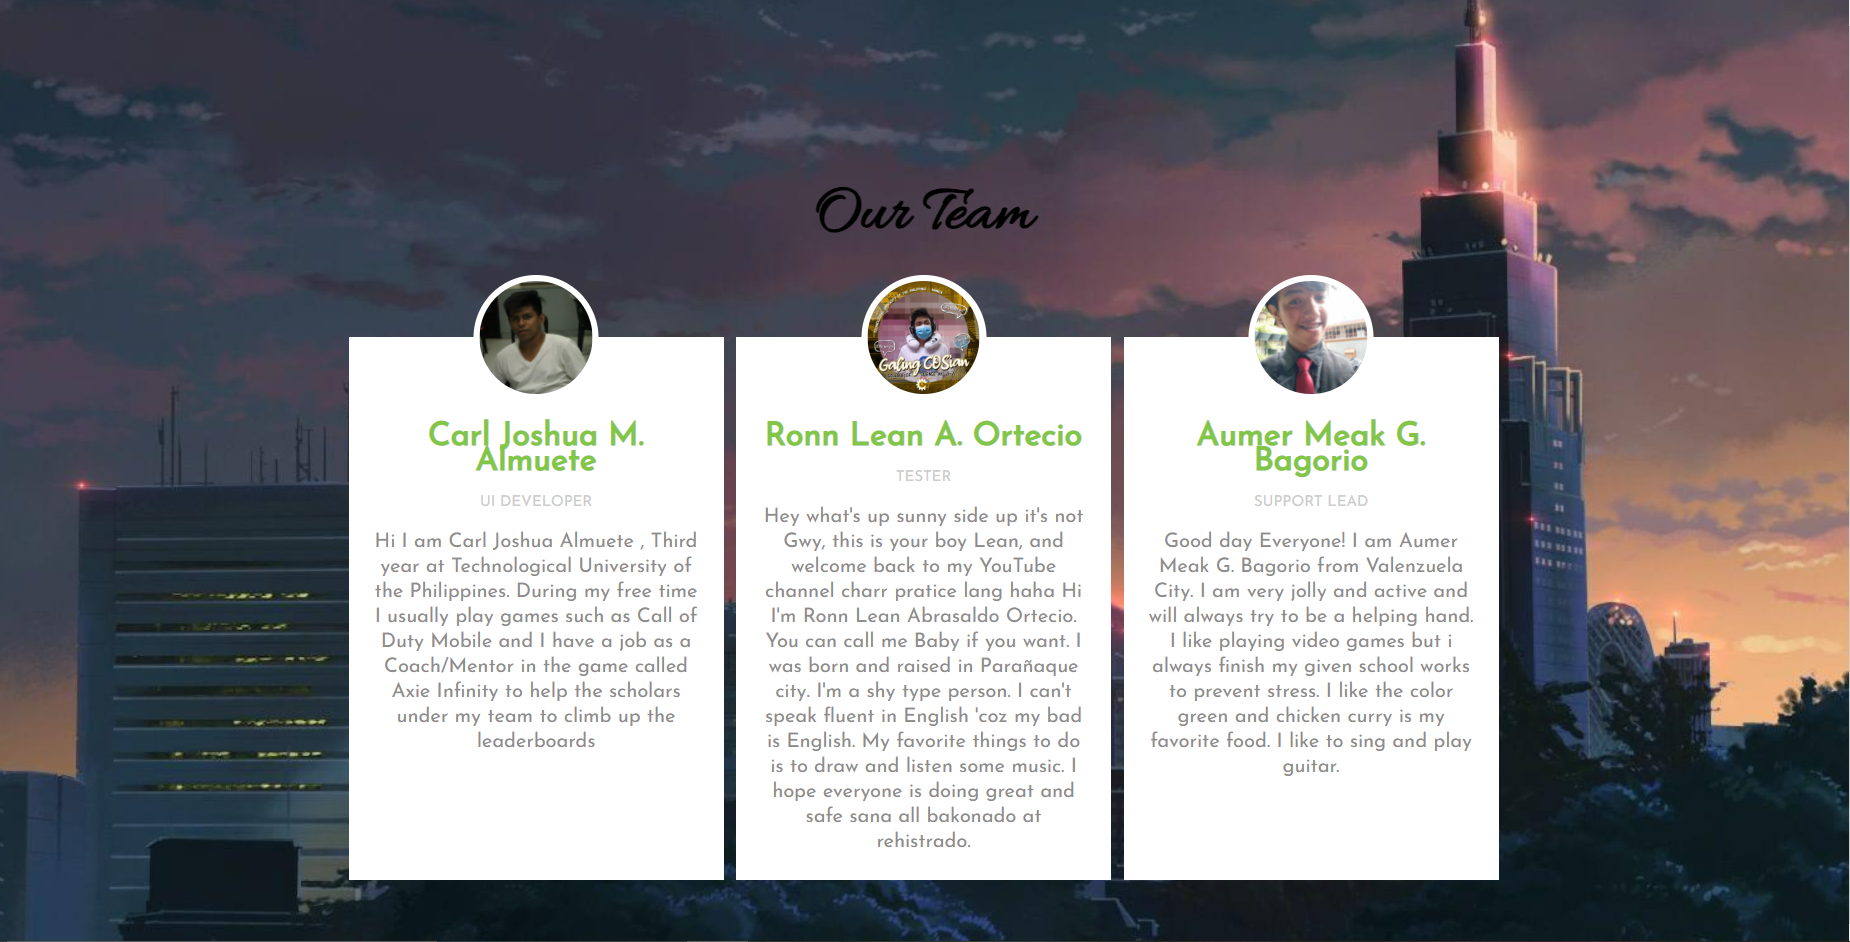 Our Team
Galing COSian
Carl Joshua M.
Almuete
UI DEVELOPER
Hi I am Carl Joshua Almuete , Third
year at Technological University of
the Philippines. During my free time
I usually play games such as Call of
Duty Mobile and I have a job as a
Coach/Mentor in the game called
Axie Infinity to help the scholars
under my team to climb up the
leaderboards
Ronn Lean A. Ortecio
TESTER
Hey what's up sunny side up it's not
Gwy, this is your boy Lean, and
welcome back to my YouTube
channel charr pratice lang haha Hi
I'm Ronn Lean Abrasaldo Ortecio.
You can call me Baby if you want. I
was born and raised in Parañaque
city. I'm a shy type person. I can't
speak fluent in English 'coz my bad
is English. My favorite things to do
is to draw and listen some music. I
hope everyone is doing great and
safe sana all bakonado at
rehistrado.
Aumer Meak G.
Bagorio
SUPPORT LEAD
Good day Everyone! I am Aumer
Meak G. Bagorio from Valenzuela
City. I am very jolly and active and
will always try to be a helping hand.
I like playing video games but i
always finish my given school works
to prevent stress. I like the color
green and chicken curry is my
favorite food. I like to sing and play
guitar.